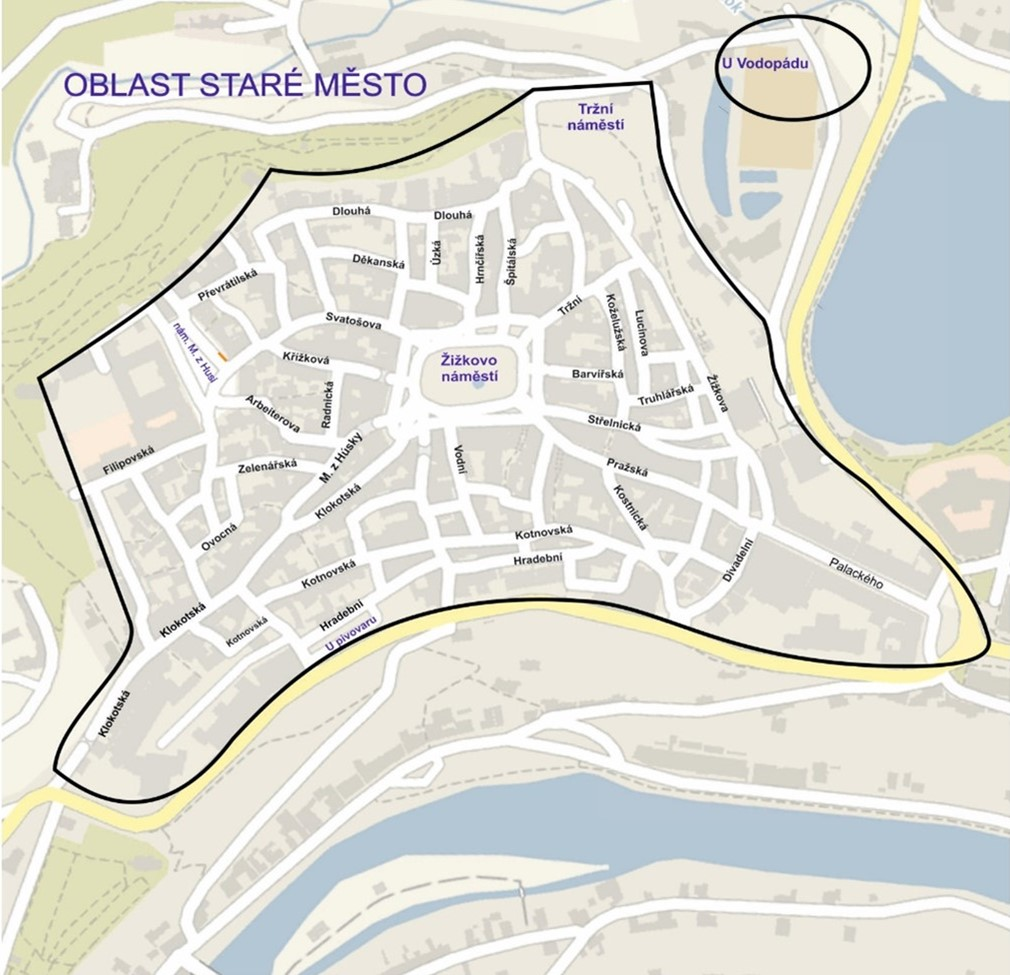 OBLAST STARÉ MĚSTO
U Vodopádu
Tržní
náměstí
Dlouhá
Dlouhá
Úzká
Hrnčířská
Špitálská
Děkanská
Převrátilská
Svatošova
Tržní
Koželužská
Lucinova
nám. M. z Husi
Křížková
Žižkovo
náměstí
Barvířská
Truhlářská
Žižkova
Radnická
Arbeiterova
Střelnická
M. z Húsky
Vodní
Filipovská
Zelenářská
Pražská
Klokotská
Kostnická
Ovocná
Kotnovská
Hradební
Divadelní
Palackého
Kotnovská
Klokotská
Kotnovská
Hradební
U pivovaru
Klokotská